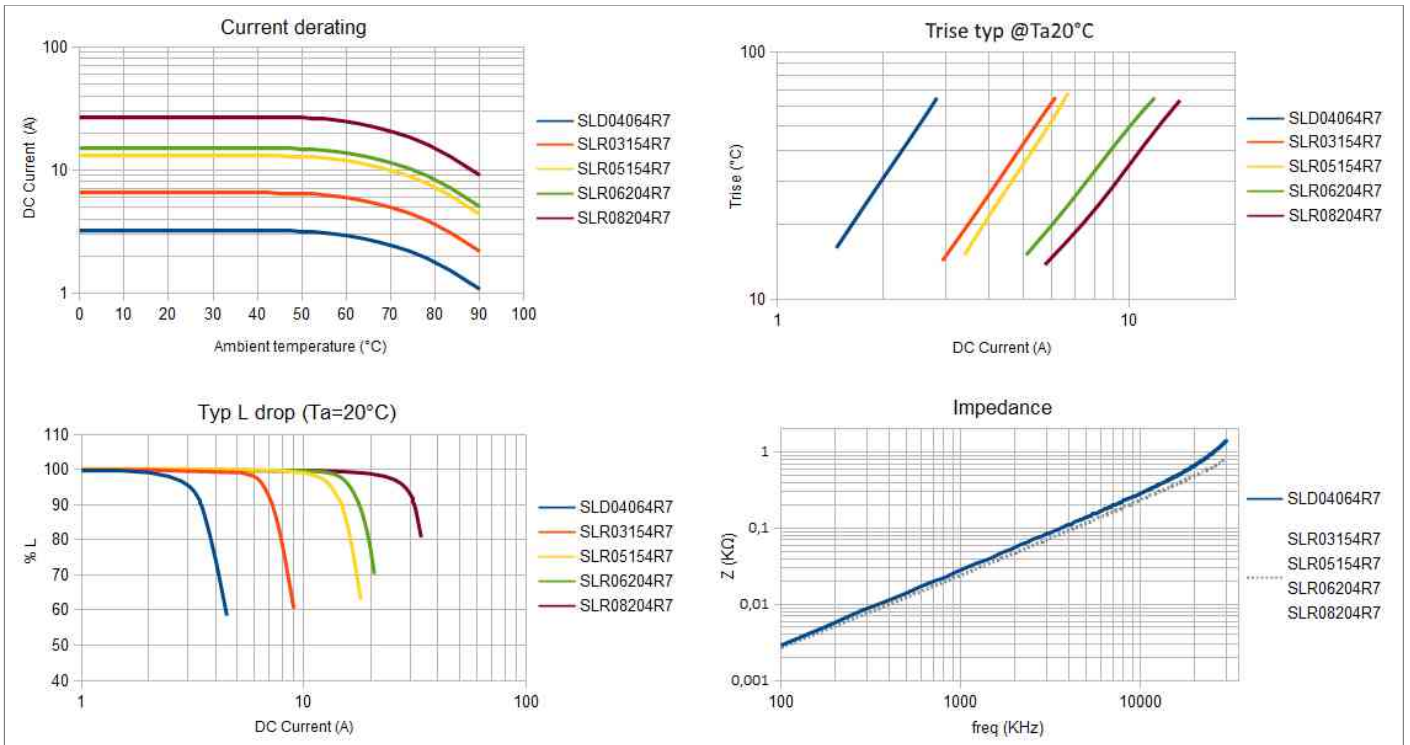 Current derating
100
10
1
DC Current (A)
0 10 20 30 40 50 60 70 80 90 100
Ambient temperature (°C)
SLD04064R7
SLR03154R7
SLR05154R7
SLR06204R7
SLR08204R7
Trise typ @Ta20°C
100
10
Trise (°C)
1 10
DC Current (A)
SLD04064R7
SLR03154R7
SLR05154R7
SLR06204R7
SLR08204R7
Typ L drop (Ta=20°C)
110
100
90
80
70
60
50
40
% L
1 10 100
DC Current (A)
SLD04064R7
SLR03154R7
SLR05154R7
SLR06204R7
SLR08204R7
Impedance
1
0,1
0,01
0,001
Z (KΩ)
100 1000 10000
freq (KHz)
SLD04064R7
SLR03154R7
SLR05154R7
SLR06204R7
SLR08204R7